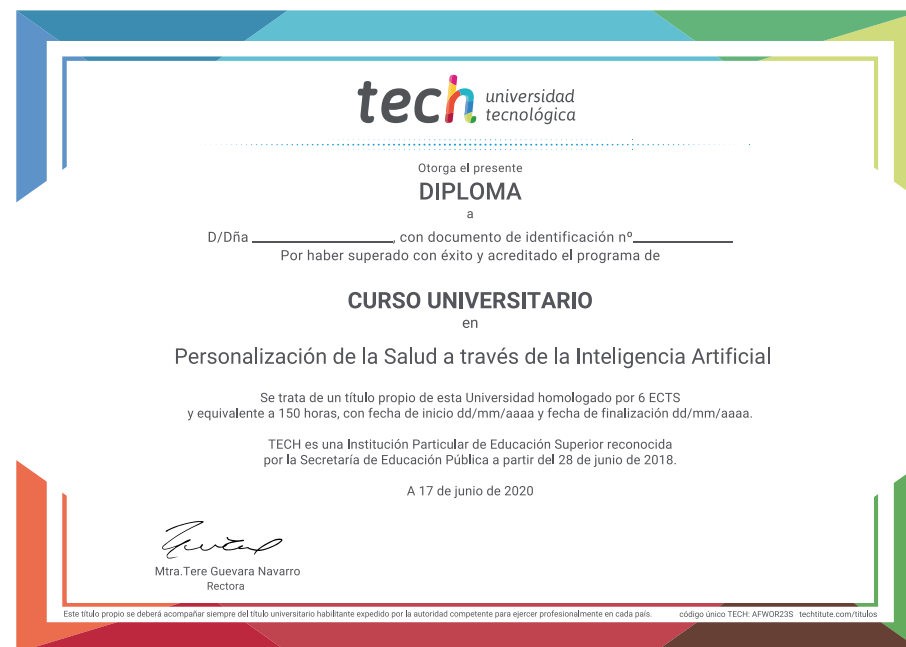 tech universidad
tecnológica
Otorga el presente
DIPLOMA
a
D/Dña ____________________, con documento de identificación nº______________
Por haber superado con éxito y acreditado el programa de
CURSO UNIVERSITARIO
en
Personalización de la Salud a través de la Inteligencia Artificial
Se trata de un título propio de esta Universidad homologado por 6 ECTS
y equivalente a 150 horas, con fecha de inicio dd/mm/aaaa y fecha de finalización dd/mm/aaaa.
TECH es una Institución Particular de Educación Superior reconocida
por la Secretaría de Educación Pública a partir del 28 de junio de 2018.
A 17 de junio de 2020
Mtra.Tere Guevara Navarro
Rectora
Este título propio se deberá acompañar siempre del título universitario habilitante expedido por la autoridad competente para ejercer profesionalmente en cada país. código único TECH: AFWOR23S techtitute.com/titulos